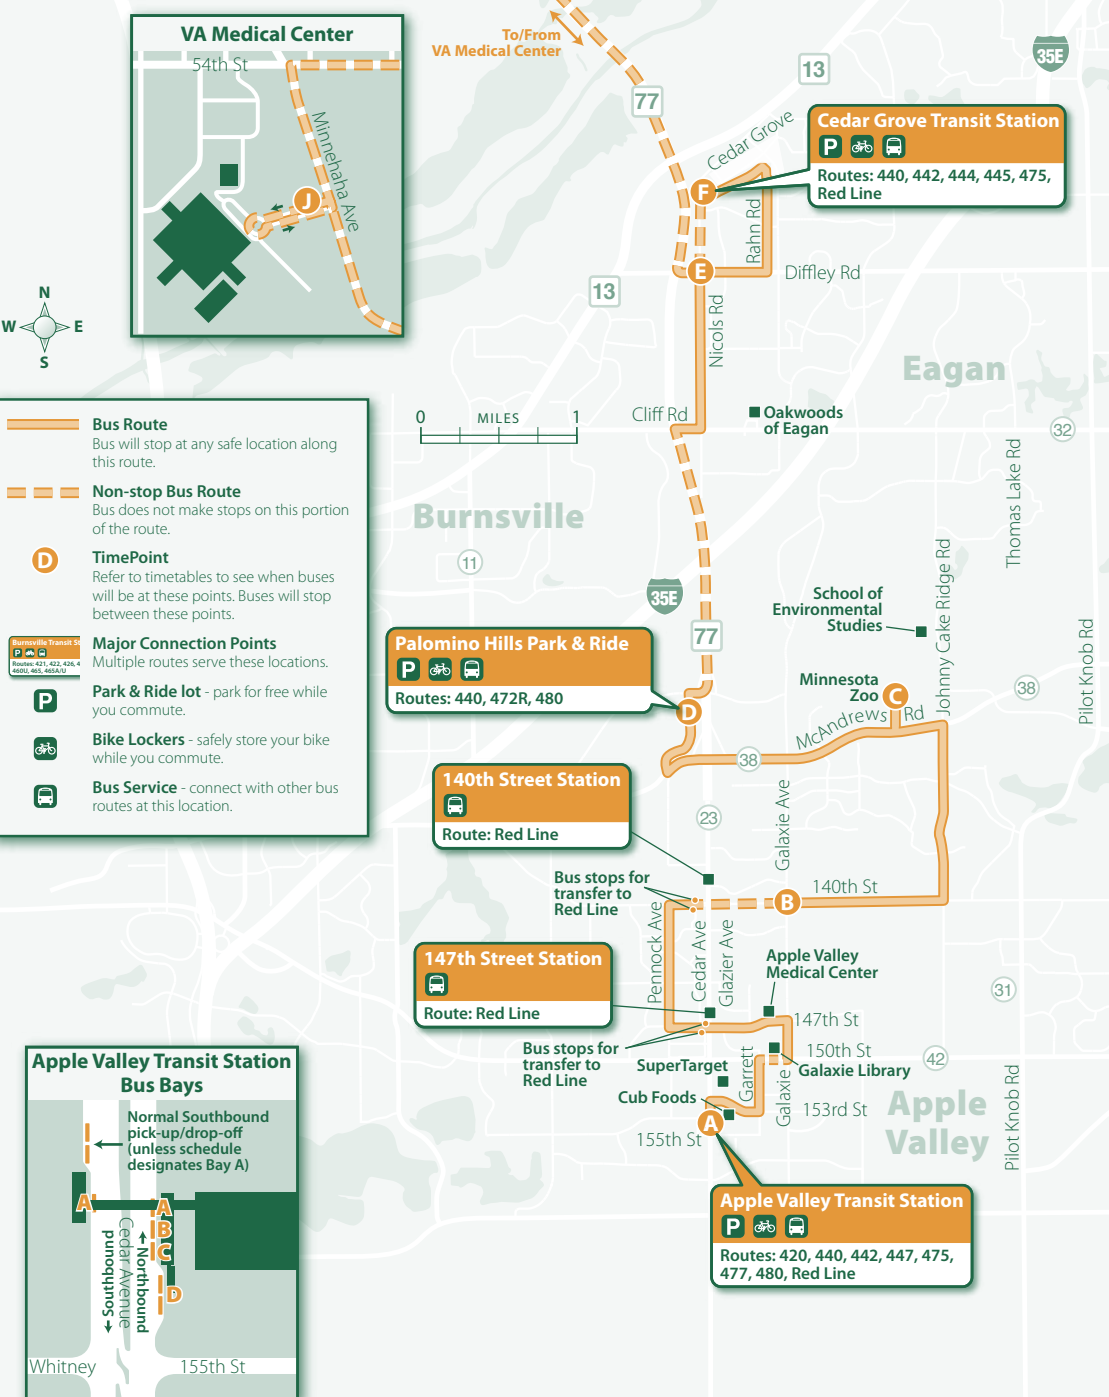 VA Medical Center
54th St
Minnehaha Ave
J
To/From
VA Medical Center
77
13
35E
Cedar Grove
Cedar Grove Transit Station
P
Routes: 440, 442, 444, 445, 475,
Red Line
F
Rahn Rd
E
Diffley Rd
13
Nicols Rd
N
W E
S
Eagan
0 MILES 1
Cliff Rd
Oakwoods
of Eagan
32
Thomas Lake Rd
Bus Route
Bus will stop at any safe location along
this route.
Non-stop Bus Route
Bus does not make stops on this portion
of the route.
D
TimePoint
Refer to timetables to see when buses
will be at these points. Buses will stop
between these points.
Burnsville Transit St
P
Routes: 421, 422, 426, 4
460U, 465, 465A/U
Major Connection Points
Multiple routes serve these locations.
P
Park & Ride lot - park for free while
you commute.
Bike Lockers - safely store your bike
while you commute.
Bus Service - connect with other bus
routes at this location.
Burnsville
11
35E
77
School of
Environmental
Studies
Johnny Cake Ridge Rd
Pilot Knob Rd
Palomino Hills Park & Ride
P
Routes: 440, 472R, 480
D
Minnesota
Zoo
C
38
McAndrews Rd
38
140th Street Station
Route: Red Line
23
Galaxie Ave
Bus stops for
transfer to
Red Line
140th St
B
Pennock Ave
Cedar Ave
Glazier Ave
147th Street Station
Route: Red Line
Apple Valley
Medical Center
31
147th St
Bus stops for
transfer to
Red Line
150th St
42
SuperTarget
Garrett
Galaxie Library
Cub Foods
Galaxie
153rd St
A
155th St
Apple
Valley
Pilot Knob Rd
Apple Valley Transit Station
P
Routes: 420, 440, 442, 447, 475,
477, 480, Red Line
Apple Valley Transit Station
Bus Bays
Normal Southbound
pick-up/drop-off
(unless schedule
designates Bay A)
A
A
B
C
D
Southbound
Cedar Avenue
Northbound
Whitney
155th St